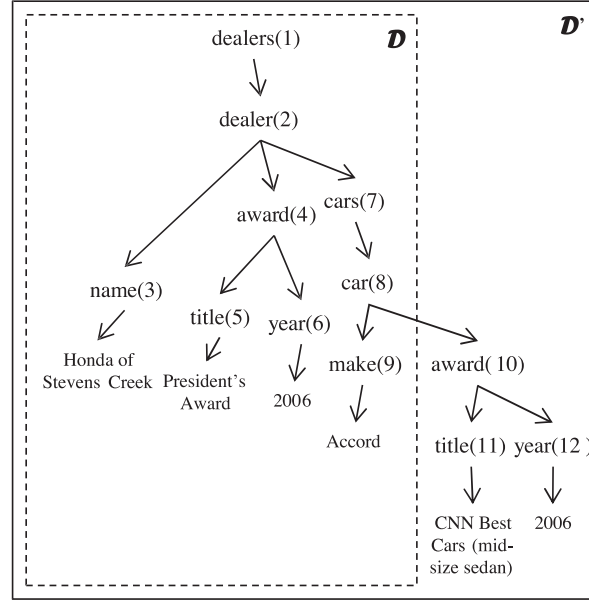 dealers(1)
𝓓
𝓓'
dealer(2)
cars(7)
award(4)
name(3)
car(8)
title(5)
year(6)
Honda of
Stevens Creek
President's
Award
2006
make(9)
award( 10)
Accord
title(11)
year(12 )
CNN Best
Cars (mid-
size sedan)
2006